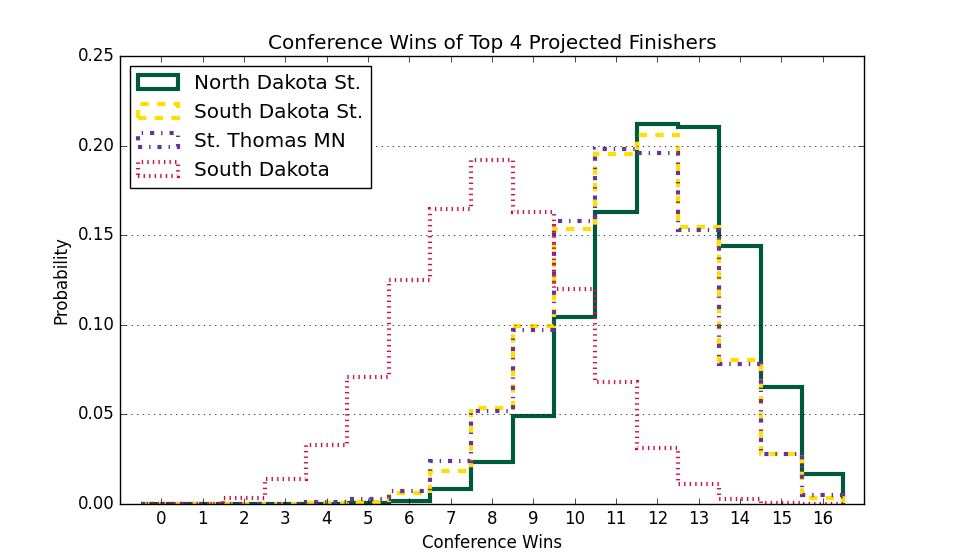 Conference Wins of Top 4 Projected Finishers
0.25
0.20
0.15
0.10
0.05
0.00
Probability
North Dakota St.
South Dakota St.
St. Thomas MN
South Dakota
0 1 2 3 4 5 6 7 8 9 10 11 12 13 14 15 16
Conference Wins